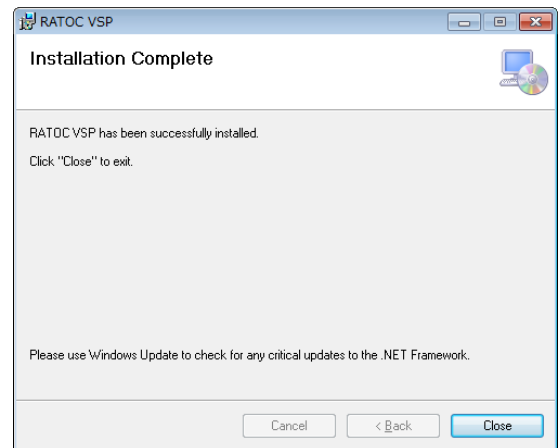 RATOC VSP
Installation Complete
RATOC VSP has been successfully installed.
Click "Close" to exit.
Please use Windows Update to check for any critical updates to the .NET Framework.
Cancel
< Back
Close